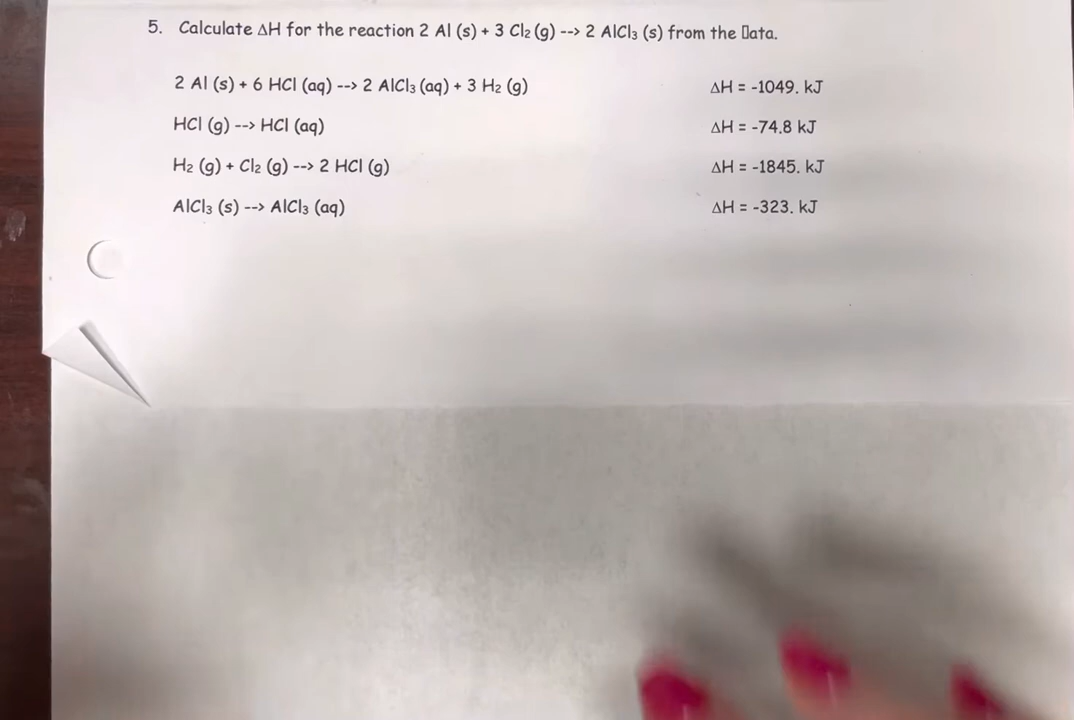 5. Calculate ΔH for the reaction 2 Al (s) + 3 Cl₂ (g) --> 2 AlCl₃ (s) from the ▯ata.
2 Al (s) + 6 HCl (aq) --> 2 AlCl₃ (aq) + 3 H₂ (g) ΔH = -1049. kJ
HCl (g) --> HCl (aq) ΔH = -74.8 kJ
H₂ (g) + Cl₂ (g) --> 2 HCl (g) ΔH = -1845. kJ
AlCl₃ (s) --> AlCl₃ (aq) ΔH = -323. kJ